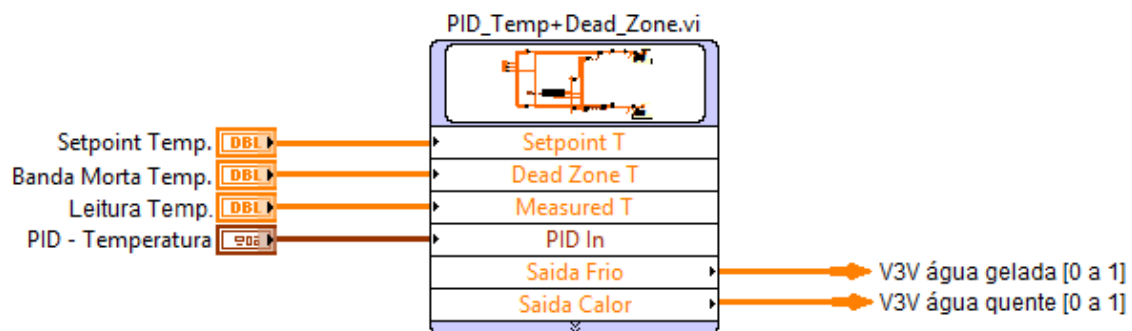 PID_Temp+Dead_Zone.vi
Setpoint Temp. DBL Setpoint T
Banda Morta Temp. DBL Dead Zone T
Leitura Temp. DBL Measured T
PID - Temperatura PID In
Saida Frio V3V água gelada [0 a 1]
Saida Calor V3V água quente [0 a 1]